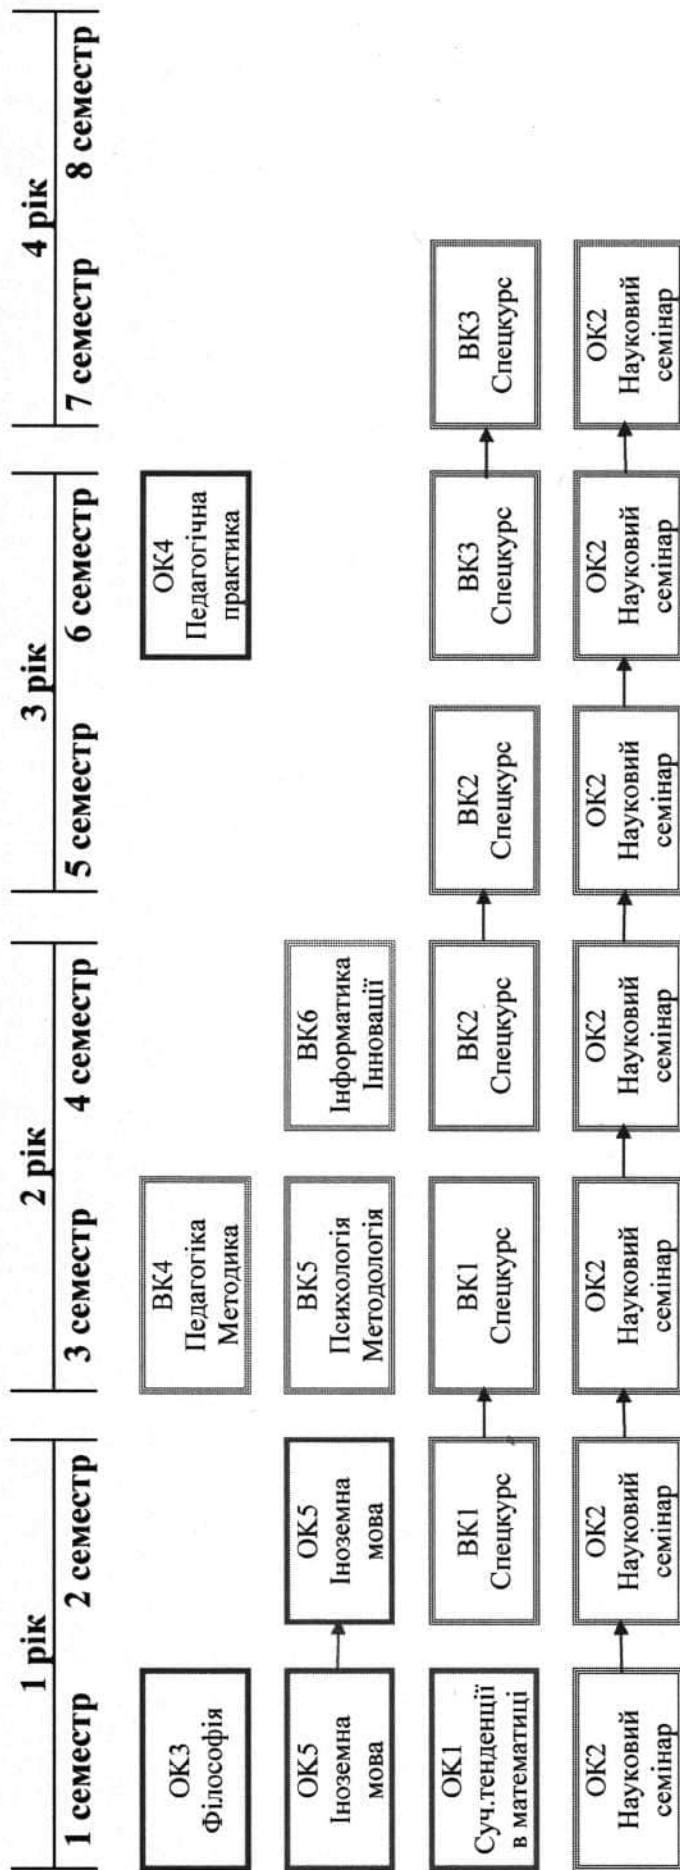 1 рік
2 рік
3 рік
4 рік
1 семестр
2 семестр
3 семестр
4 семестр
5 семестр
6 семестр
7 семестр
8 семестр
ОК3
Філософія
ВК4
Педагогіка
Методика
ОК4
Педагогічна
практика
ОК5
Іноземна
мова
ОК5
Іноземна
мова
ВК5
Психологія
Методологія
ВК6
Інформатика
Інновації
ОК1
Суч.тенденції
в математиці
ВК1
Спецкурс
ВК1
Спецкурс
ВК2
Спецкурс
ВК2
Спецкурс
ВК3
Спецкурс
ВК3
Спецкурс
ОК2
Науковий
семінар
ОК2
Науковий
семінар
ОК2
Науковий
семінар
ОК2
Науковий
семінар
ОК2
Науковий
семінар
ОК2
Науковий
семінар
ОК2
Науковий
семінар